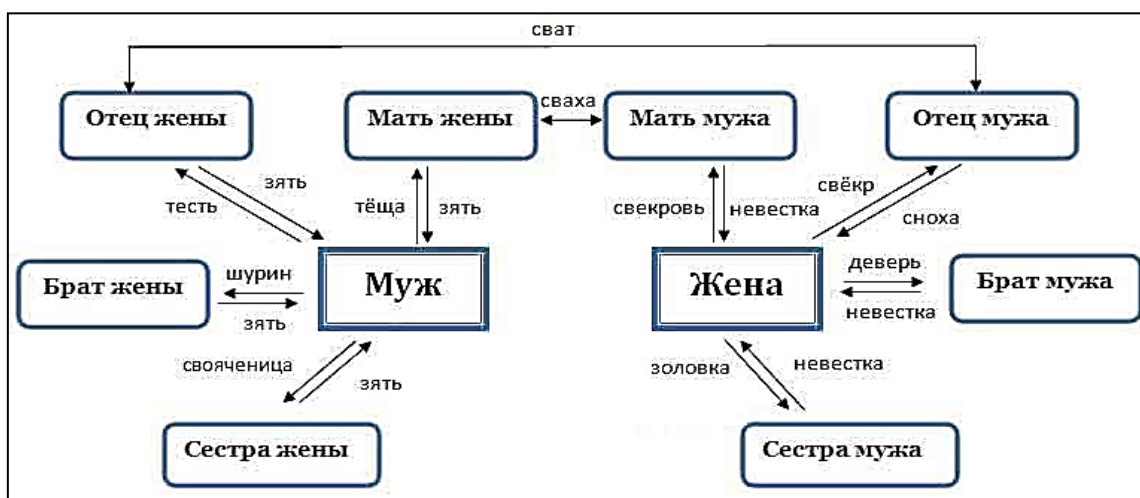 сват
Отец жены
Мать жены
сваха
Мать мужа
Отец мужа
тесть
зять
тёща
зять
свекровь
невестка
свёкр
сноха
Брат жены
шурин
зять
Муж
Жена
деверь
невестка
Брат мужа
свояченица
зять
золовка
невестка
Сестра жены
Сестра мужа